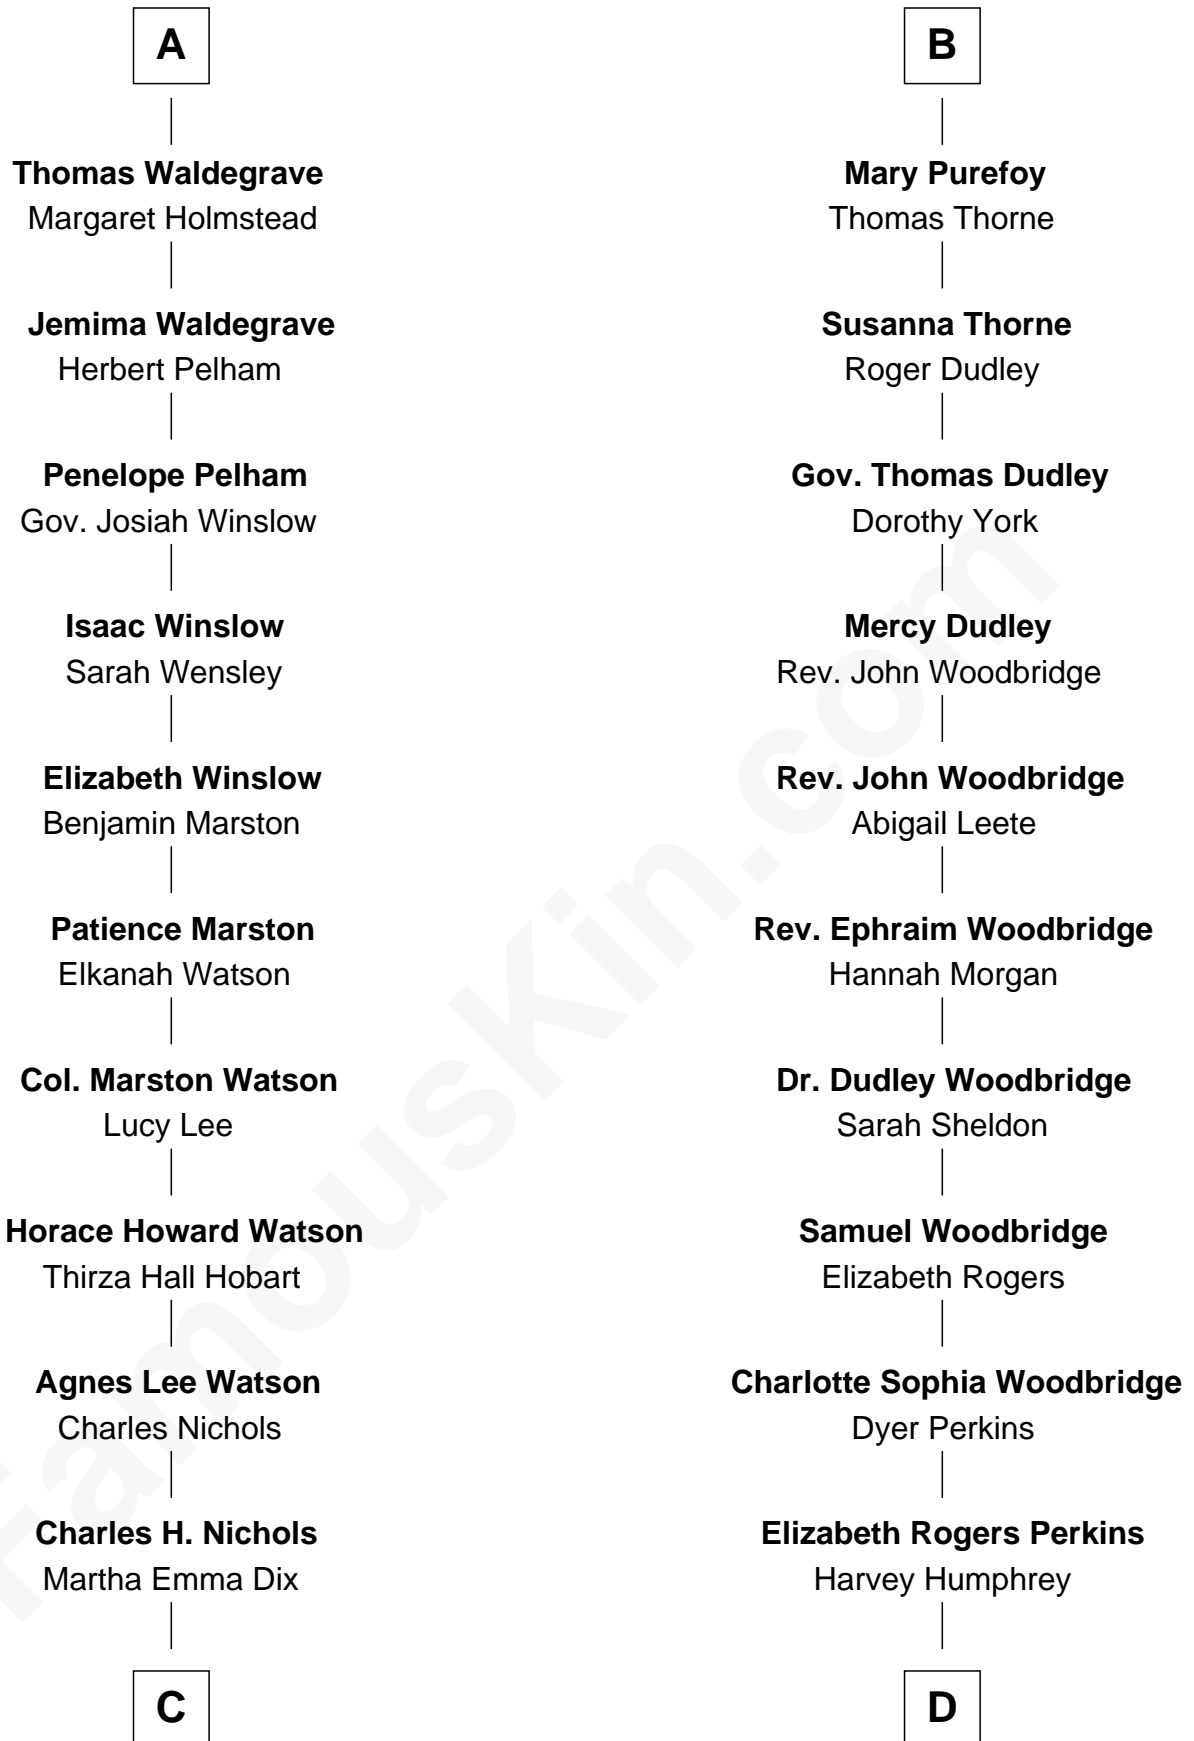 A
Thomas Waldegrave
Margaret Holmstead
Jemima Waldegrave
Herbert Pelham
Penelope Pelham
Gov. Josiah Winslow
Isaac Winslow
Sarah Wensley
Elizabeth Winslow
Benjamin Marston
Patience Marston
Elkanah Watson
Col. Marston Watson
Lucy Lee
Horace Howard Watson
Thirza Hall Hobart
Agnes Lee Watson
Charles Nichols
Charles H. Nichols
Martha Emma Dix
C
B
Mary Purefoy
Thomas Thorne
Susanna Thorne
Roger Dudley
Gov. Thomas Dudley
Dorothy York
Mercy Dudley
Rev. John Woodbridge
Rev. John Woodbridge
Abigail Leete
Rev. Ephraim Woodbridge
Hannah Morgan
Dr. Dudley Woodbridge
Sarah Sheldon
Samuel Woodbridge
Elizabeth Rogers
Charlotte Sophia Woodbridge
Dyer Perkins
Elizabeth Rogers Perkins
Harvey Humphrey
D
FamousKin.com